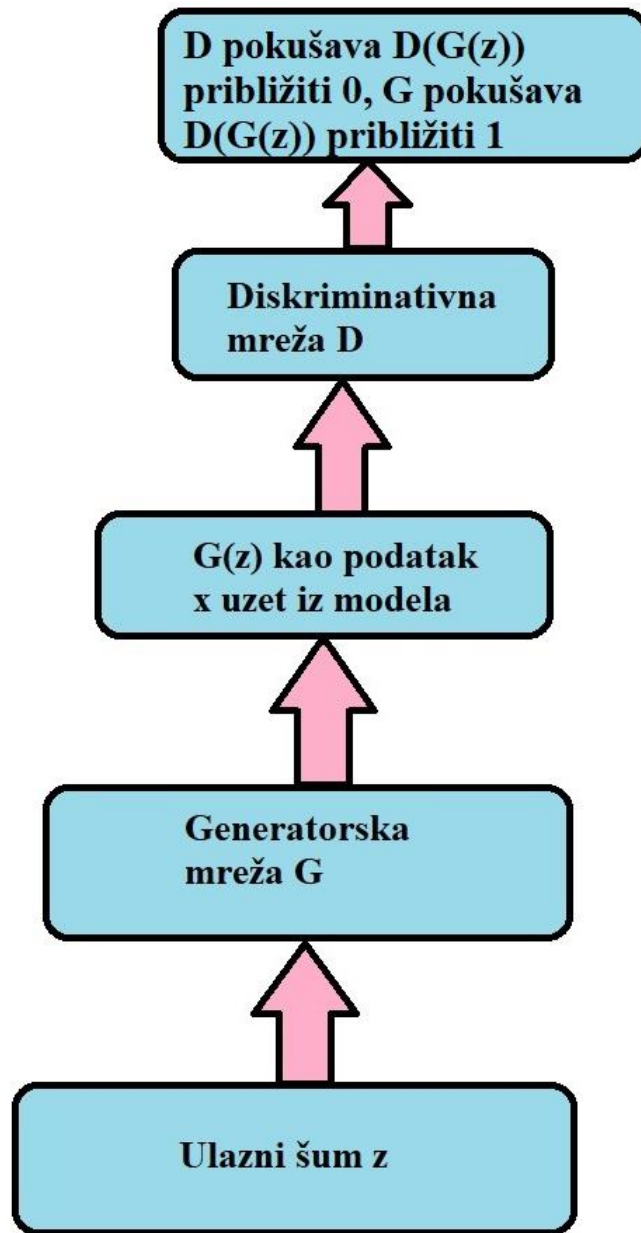 D pokušava D(G(z))
približiti 0, G pokušava
D(G(z)) približiti 1
Diskriminativna
mreža D
G(z) kao podatak
x uzet iz modela
Generatorska
mreža G
Ulazni šum z